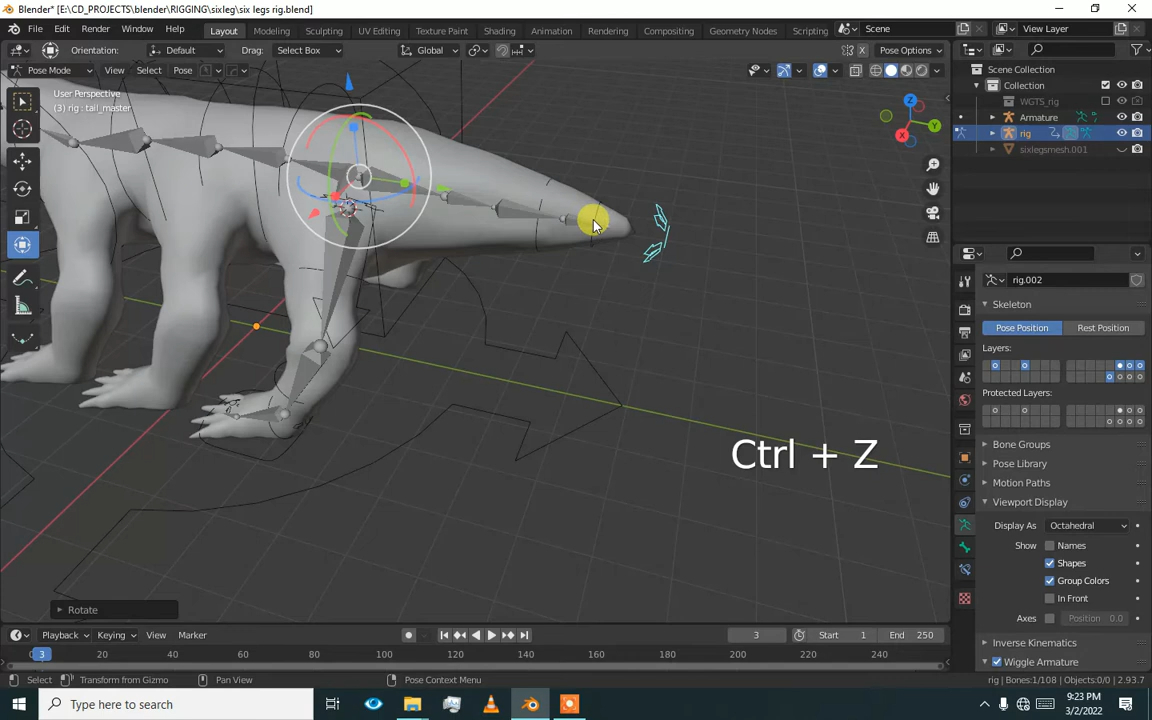 Blender* [E:\CD_PROJECTS\blender\RIGGING\sixleg\six legs rig.blend]
File Edit Render Window Help Layout Modeling Sculpting UV Editing Texture Paint Shading Animation Rendering Compositing Geometry Nodes Scripting Scene View Layer
Orientation: Default Drag: Select Box Global X Pose Options
Pose Mode View Select Pose
Scene Collection
Collection
WGTS_rig
Armature
rig
sixlegsmesh.001
User Perspective
(3) rig : tail_master
Z
Y
X
rig.002
Skeleton
Pose Position Rest Position
Layers:
Protected Layers:
Bone Groups
Pose Library
Motion Paths
Viewport Display
Display As Octahedral
Show Names
Shapes
Group Colors
In Front
Axes Position 0.0
Inverse Kinematics
Wiggle Armature
Ctrl + Z
Rotate
Playback Keying View Marker 3 Start 1 End 250
3 20 40 60 80 100 120 140 160 180 200 220 240
Select Transform from Gizmo Pan View Pose Context Menu rig | Bones:1/108 | Objects:0/0 | 2.93.7
Type here to search
9:23 PM
3/2/2022